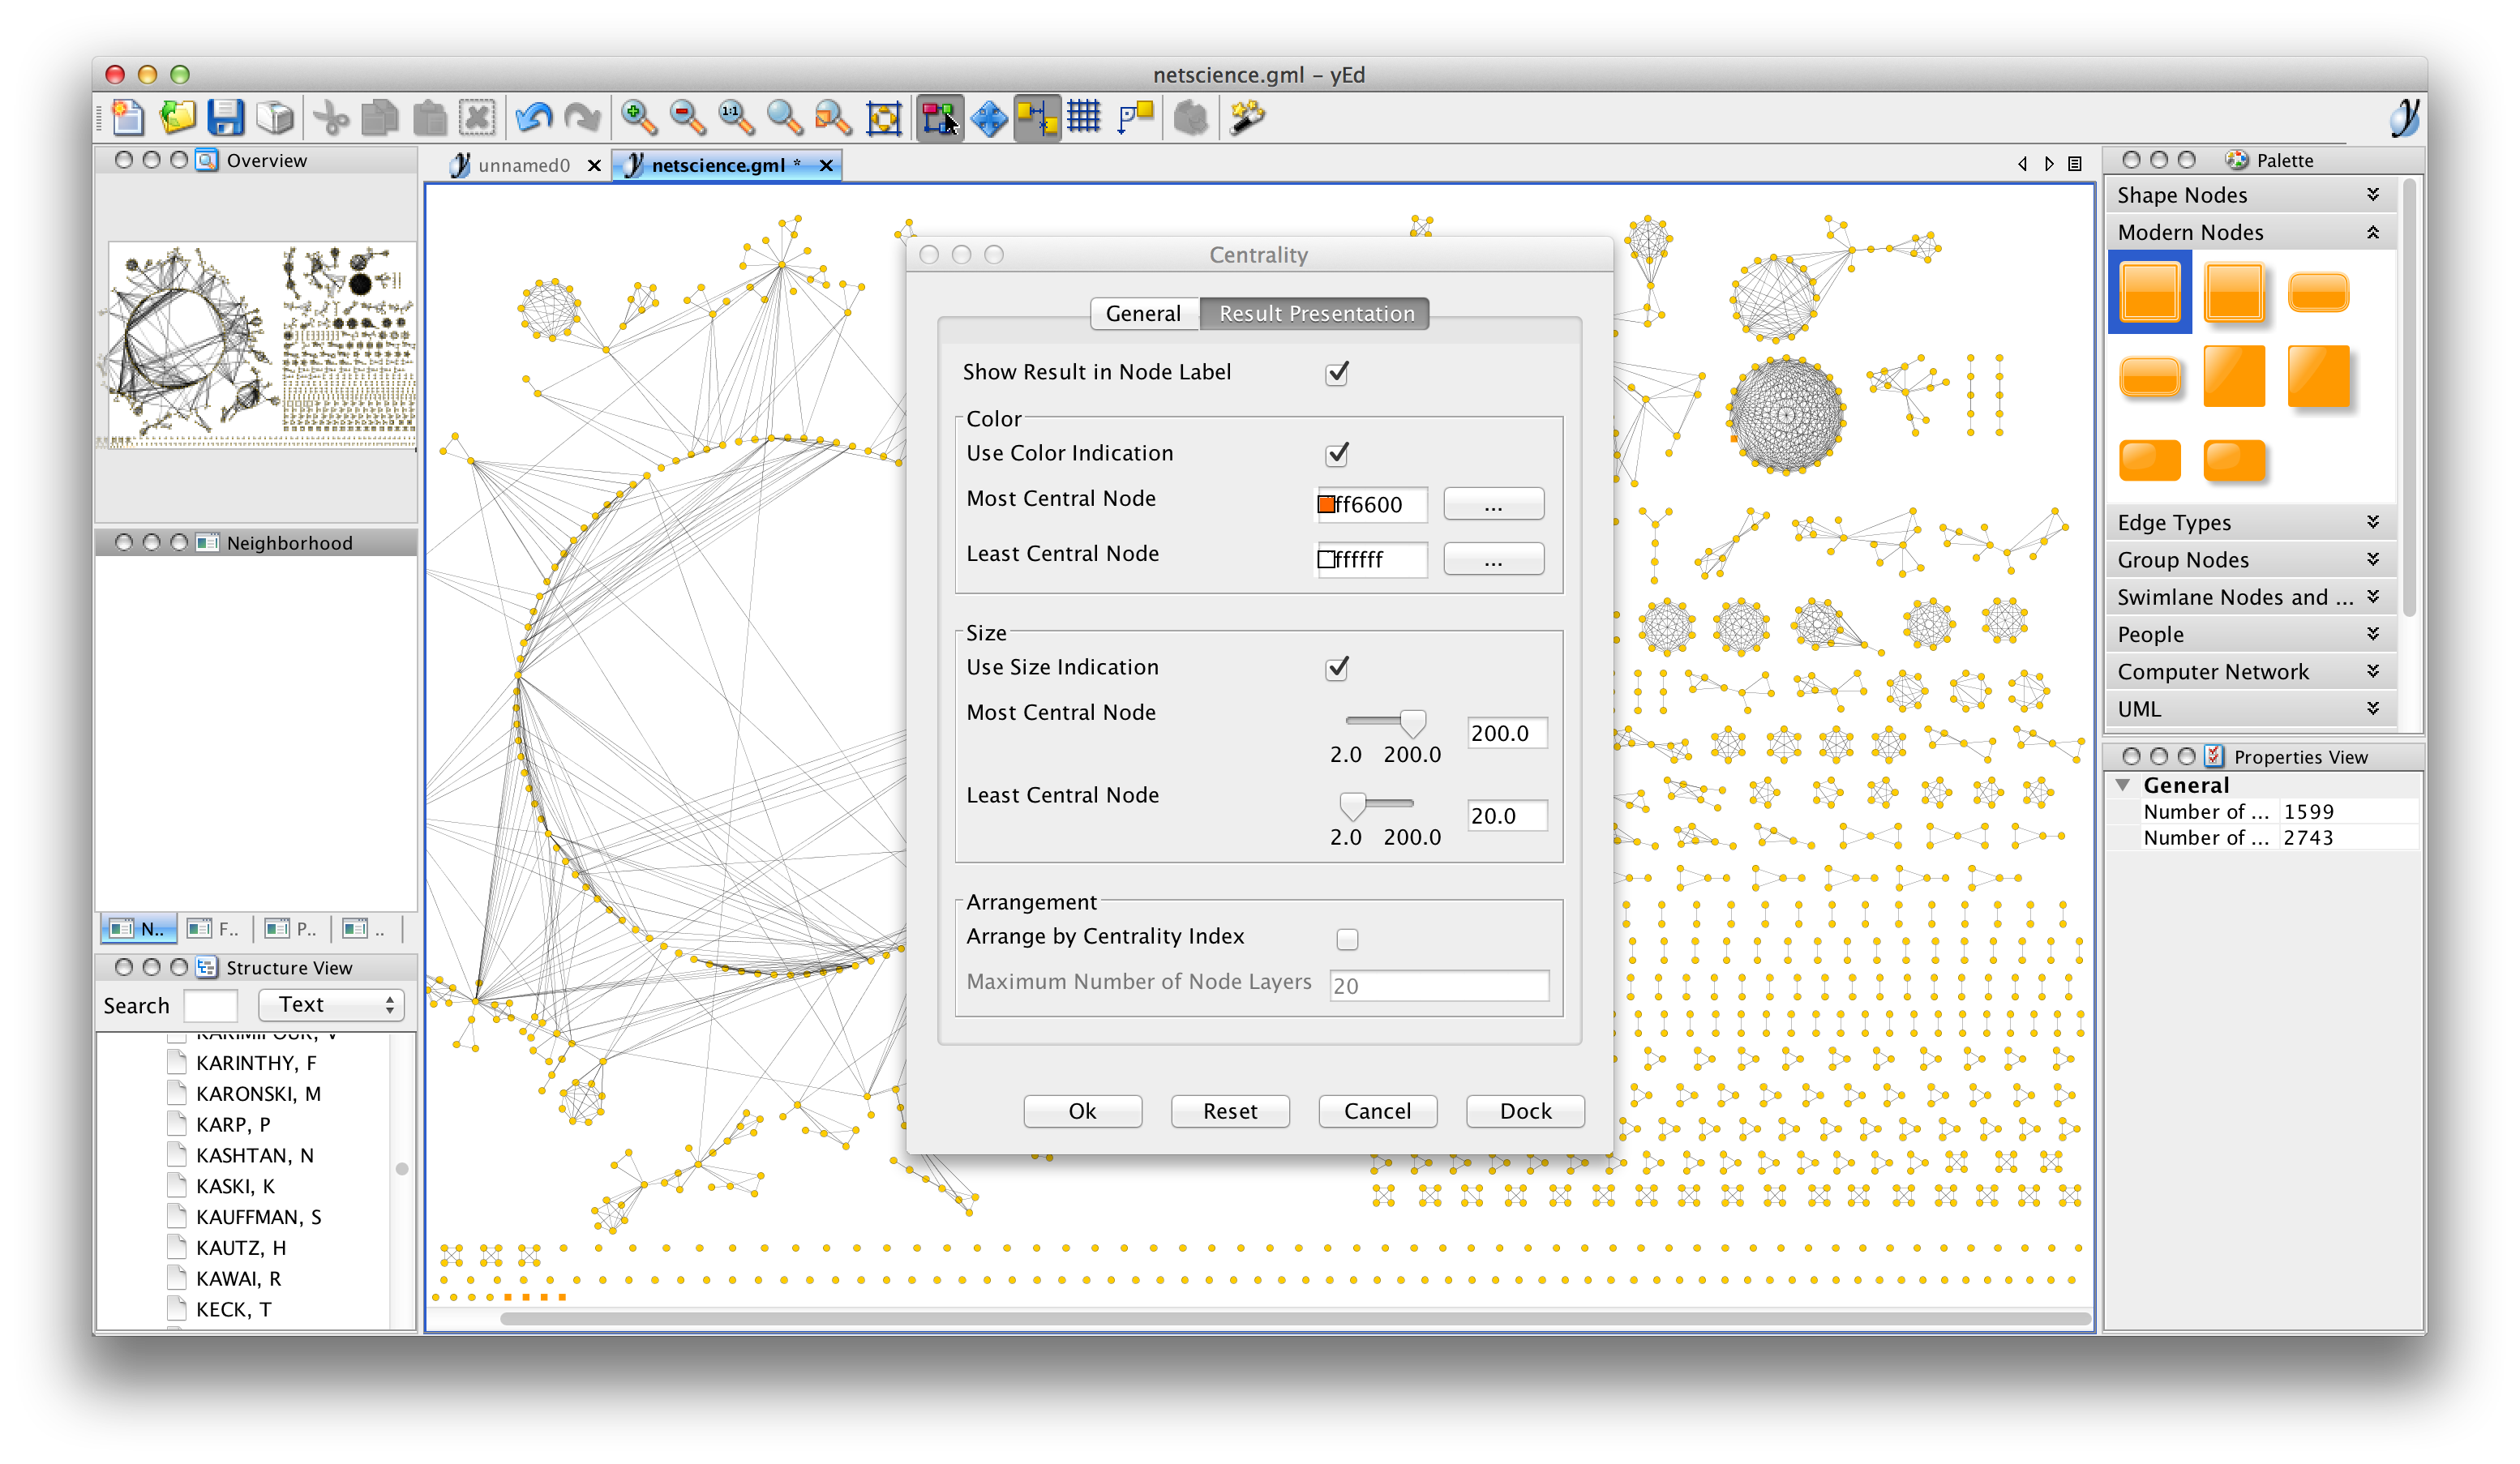 netscience.gml – yEd
1:1
Overview
unnamed0
netscience.gml *
Palette
Shape Nodes
Modern Nodes
Edge Types
Group Nodes
Swimlane Nodes and ...
People
Computer Network
UML
Neighborhood
N..
F..
P..
..
Structure View
Search
Text
KARINTHY, F
KARONSKI, M
KARP, P
KASHTAN, N
KASKI, K
KAUFFMAN, S
KAUTZ, H
KAWAI, R
KECK, T
Centrality
General
Result Presentation
Show Result in Node Label
Color
Use Color Indication
Most Central Node
ff6600
...
Least Central Node
ffffff
...
Size
Use Size Indication
Most Central Node
2.0 200.0
200.0
Least Central Node
2.0 200.0
20.0
Arrangement
Arrange by Centrality Index
Maximum Number of Node Layers
20
Ok
Reset
Cancel
Dock
Properties View
General
Number of ... 1599
Number of ... 2743